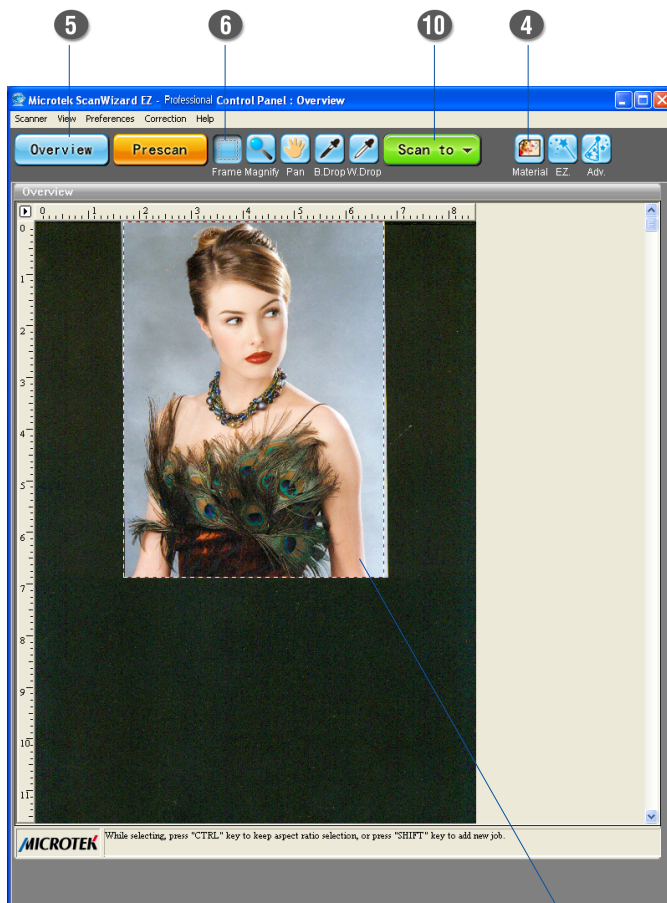 5 6 10 4
Microtek ScanWizard EZ - Professional Control Panel : Overview
Scanner View Preferences Correction Help
Overview Prescan Scan to
Frame Magnify Pan B.Drop W.Drop Material EZ. Adv.
Overview
0 1 2 3 4 5 6 7 8
0
1
2
3
4
5
6
7
8
9
10
11
MICROTEK While selecting, press "CTRL" key to keep aspect ratio selection, or press "SHIFT" key to add new job.